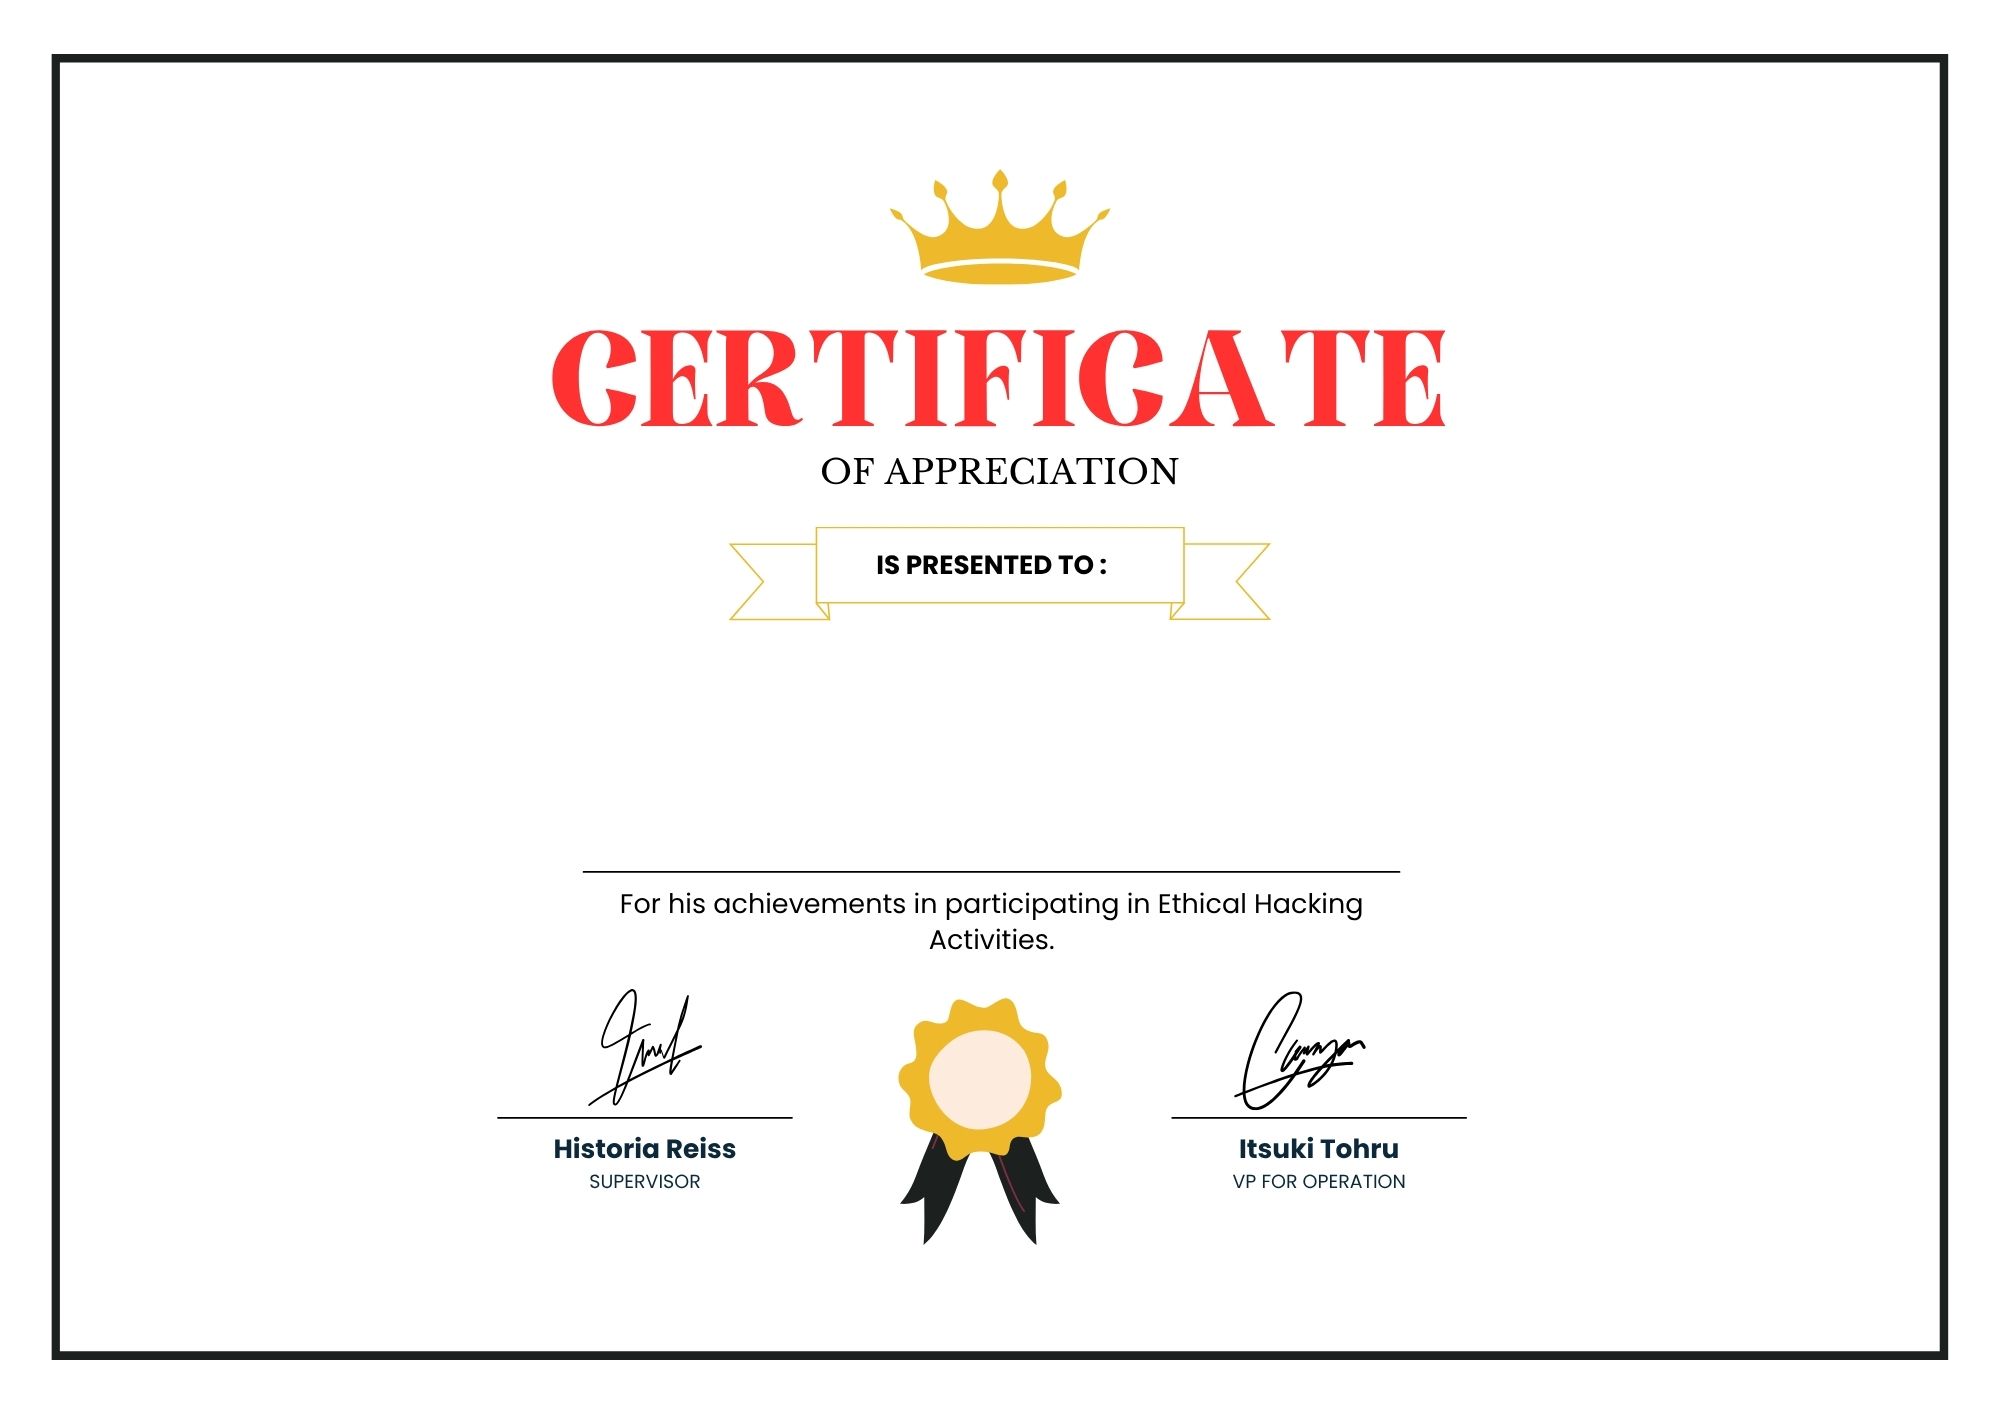 CERTIFICATE
OF APPRECIATION
IS PRESENTED TO :
For his achievements in participating in Ethical Hacking
Activities.
Historia Reiss
SUPERVISOR
Itsuki Tohru
VP FOR OPERATION